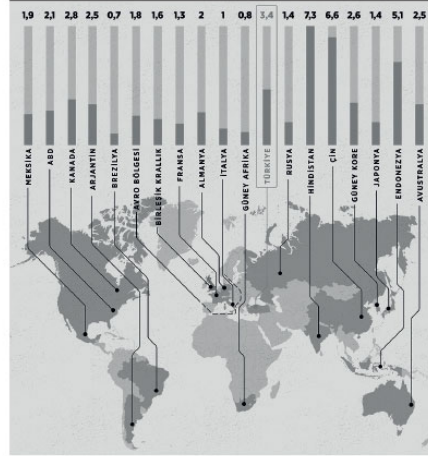 1,9 2,1 2,8 2,5 0,7 1,8 1,6 1,3 2 1 0,8 3,4 1,4 7,3 6,6 2,6 1,4 5,1 2,5
MEKSİKA
ABD
KANADA
ARJANTİN
BREZİLYA
AVRO BÖLGESİ
BİRLEŞİK KRALLIK
FRANSA
ALMANYA
İTALYA
GÜNEY AFRİKA
TÜRKİYE
RUSYA
HİNDİSTAN
ÇİN
GÜNEY KORE
JAPONYA
ENDONEZYA
AVUSTRALYA